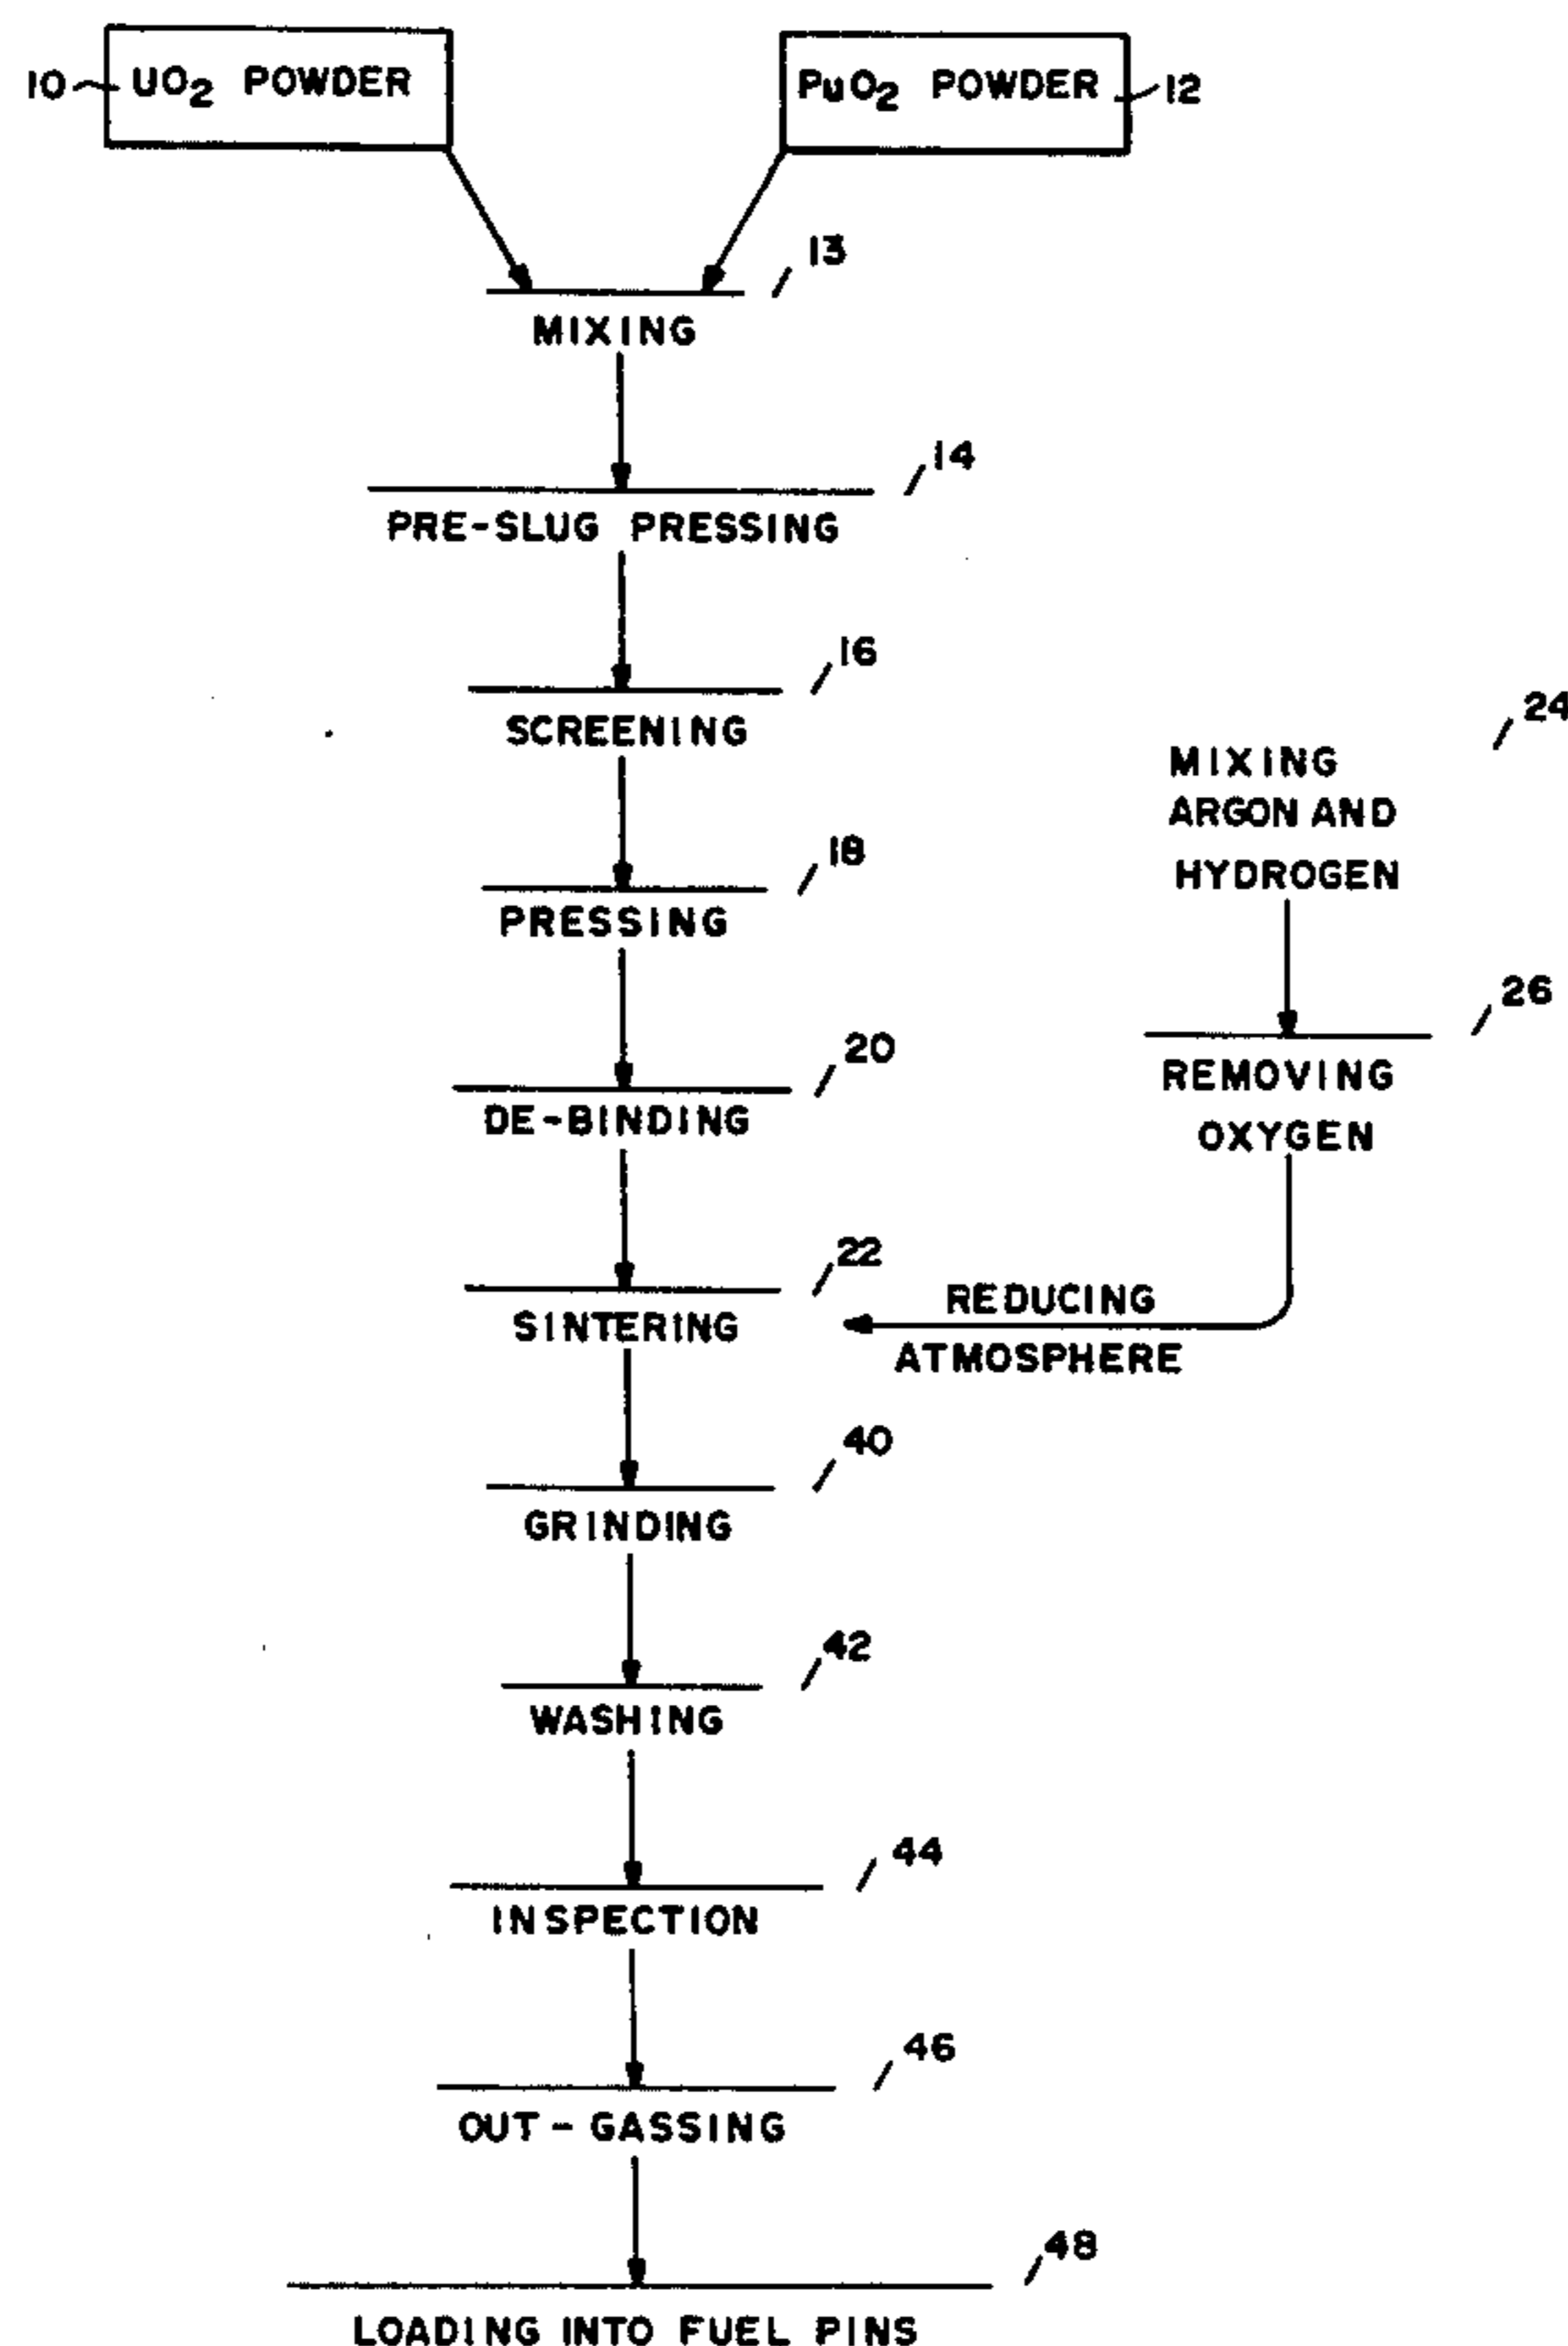 10 UO₂ POWDER
PuO₂ POWDER 12
13
MIXING
14
PRE-SLUG PRESSING
16
SCREENING
24
MIXING
ARGON AND
HYDROGEN
18
PRESSING
26
REMOVING
OXYGEN
20
DE-BINDING
22
SINTERING
REDUCING
ATMOSPHERE
40
GRINDING
42
WASHING
44
INSPECTION
46
OUT-GASSING
48
LOADING INTO FUEL PINS